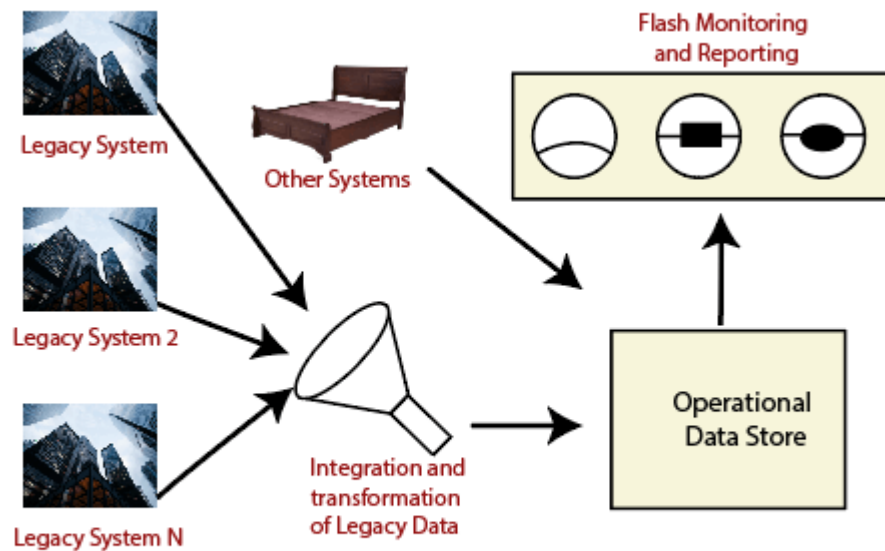 Flash Monitoring
and Reporting
Legacy System
Other Systems
Legacy System 2
Operational
Data Store
Integration and
transformation
of Legacy Data
Legacy System N